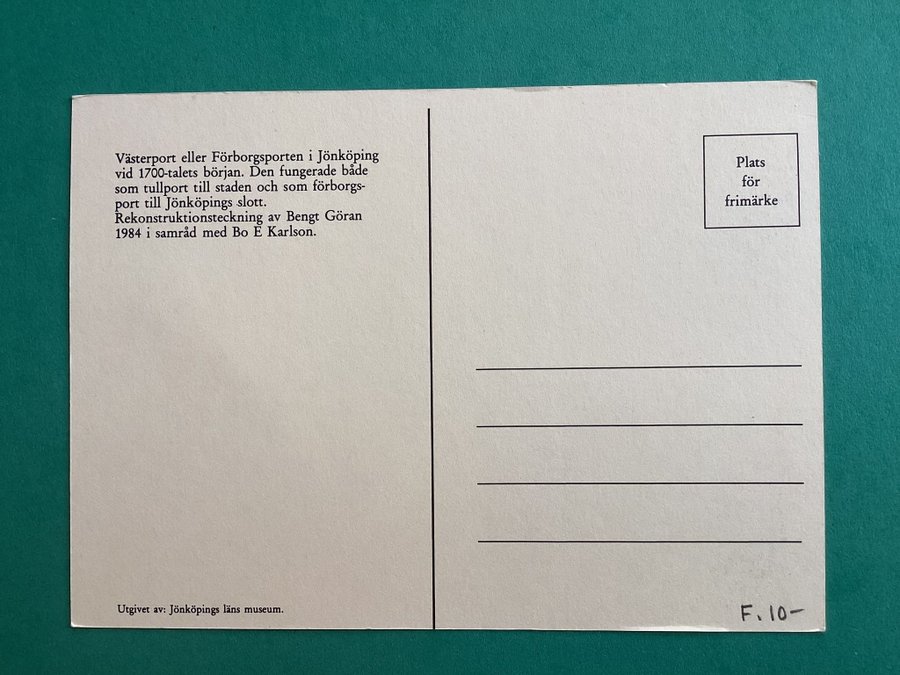 Västerport eller Förborgsporten i Jönköping
vid 1700-talets början. Den fungerade både
som tullport till staden och som förborgs-
port till Jönköpings slott.
Rekonstruktionsteckning av Bengt Göran
1984 i samråd med Bo E Karlson.
Plats
för
frimärke
Utgivet av: Jönköpings läns museum.
F. 10-